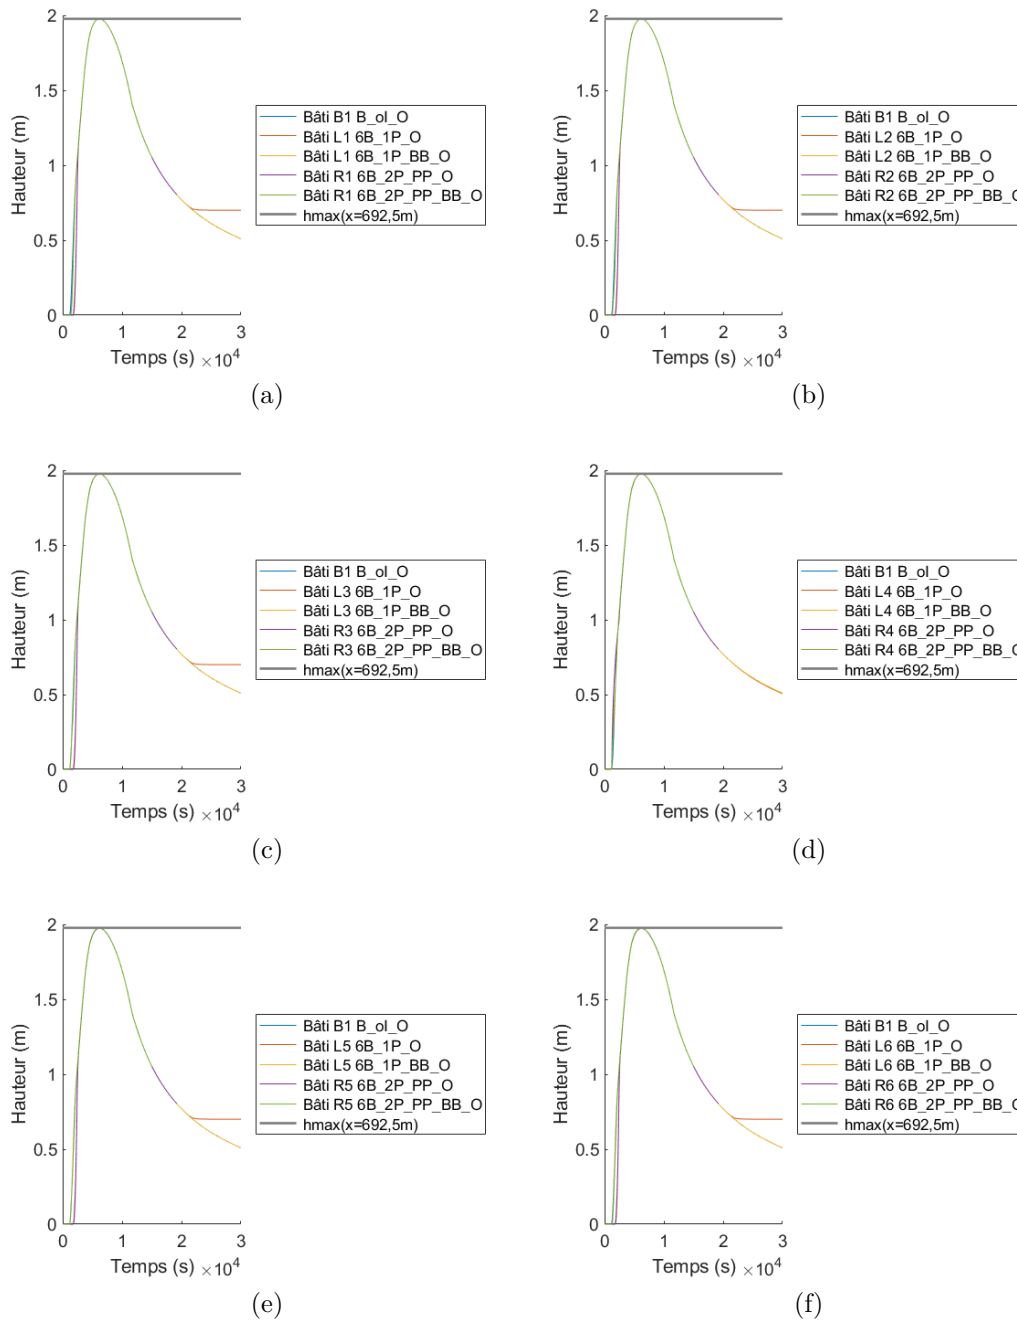 2
1.5
1
0.5
0
Hauteur (m)
0 1 2 3
Temps (s) ×10⁴
Bâti B1 B_ol_O
Bâti L1 6B_1P_O
Bâti L1 6B_1P_BB_O
Bâti R1 6B_2P_PP_O
Bâti R1 6B_2P_PP_BB_O
hmax(x=692,5m)
(a)
2
1.5
1
0.5
0
Hauteur (m)
0 1 2 3
Temps (s) ×10⁴
Bâti B1 B_ol_O
Bâti L2 6B_1P_O
Bâti L2 6B_1P_BB_O
Bâti R2 6B_2P_PP_O
Bâti R2 6B_2P_PP_BB_O
hmax(x=692,5m)
(b)
2
1.5
1
0.5
0
Hauteur (m)
0 1 2 3
Temps (s) ×10⁴
Bâti B1 B_ol_O
Bâti L3 6B_1P_O
Bâti L3 6B_1P_BB_O
Bâti R3 6B_2P_PP_O
Bâti R3 6B_2P_PP_BB_O
hmax(x=692,5m)
(c)
2
1.5
1
0.5
0
Hauteur (m)
0 1 2 3
Temps (s) ×10⁴
Bâti B1 B_ol_O
Bâti L4 6B_1P_O
Bâti L4 6B_1P_BB_O
Bâti R4 6B_2P_PP_O
Bâti R4 6B_2P_PP_BB_O
hmax(x=692,5m)
(d)
2
1.5
1
0.5
0
Hauteur (m)
0 1 2 3
Temps (s) ×10⁴
Bâti B1 B_ol_O
Bâti L5 6B_1P_O
Bâti L5 6B_1P_BB_O
Bâti R5 6B_2P_PP_O
Bâti R5 6B_2P_PP_BB_O
hmax(x=692,5m)
(e)
2
1.5
1
0.5
0
Hauteur (m)
0 1 2 3
Temps (s) ×10⁴
Bâti B1 B_ol_O
Bâti L6 6B_1P_O
Bâti L6 6B_1P_BB_O
Bâti R6 6B_2P_PP_O
Bâti R6 6B_2P_PP_BB_O
hmax(x=692,5m)
(f)